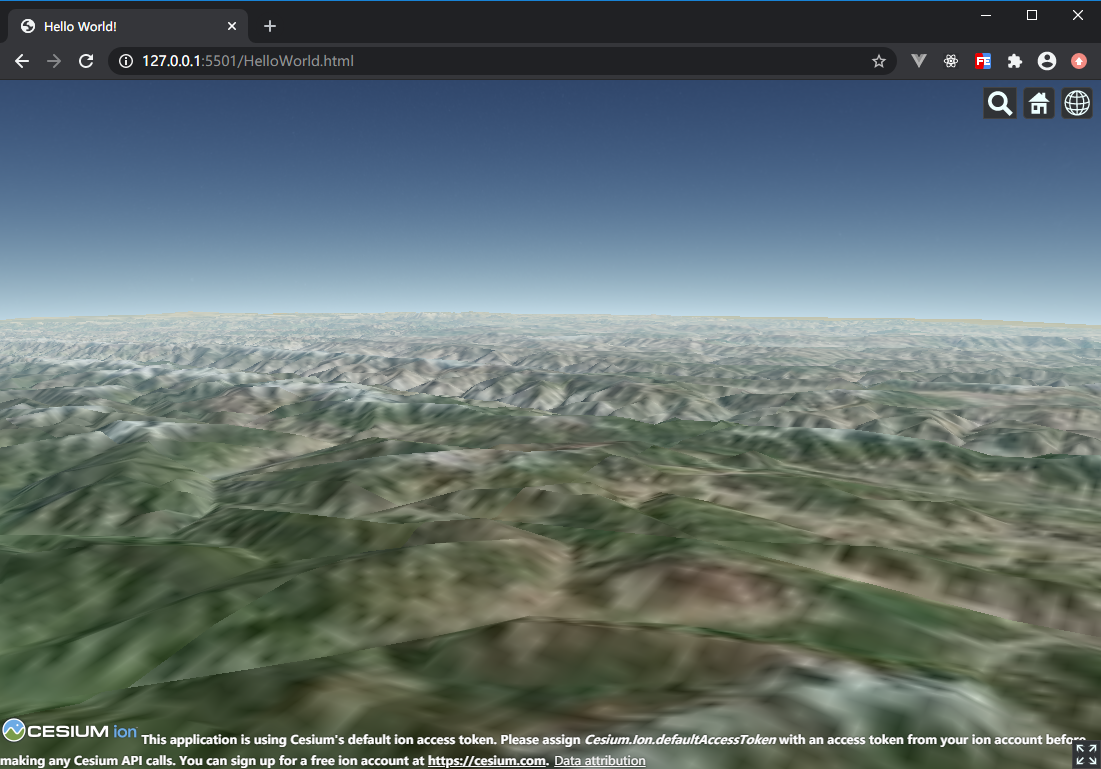 Hello World!
127.0.0.1:5501/HelloWorld.html
FE
CESIUM ion This application is using Cesium's default ion access token. Please assign Cesium.Ion.defaultAccessToken with an access token from your ion account before
making any Cesium API calls. You can sign up for a free ion account at https://cesium.com. Data attribution